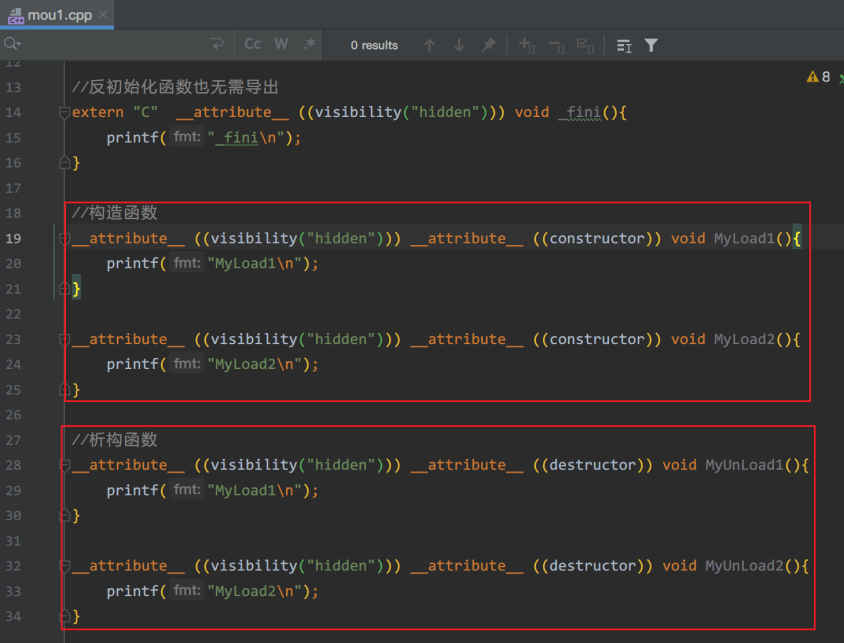 mou1.cpp
Cc W .* 0 results
12
13 //反初始化函数也无需导出
14 extern "C" __attribute__ ((visibility("hidden"))) void _fini(){
15 printf( fmt: "_fini\n");
16 }
17
18 //构造函数
19 __attribute__ ((visibility("hidden"))) __attribute__ ((constructor)) void MyLoad1(){
20 printf( fmt: "MyLoad1\n");
21 }
22
23 __attribute__ ((visibility("hidden"))) __attribute__ ((constructor)) void MyLoad2(){
24 printf( fmt: "MyLoad2\n");
25 }
26
27 //析构函数
28 __attribute__ ((visibility("hidden"))) __attribute__ ((destructor)) void MyUnLoad1(){
29 printf( fmt: "MyLoad1\n");
30 }
31
32 __attribute__ ((visibility("hidden"))) __attribute__ ((destructor)) void MyUnLoad2(){
33 printf( fmt: "MyLoad2\n");
34 }
8